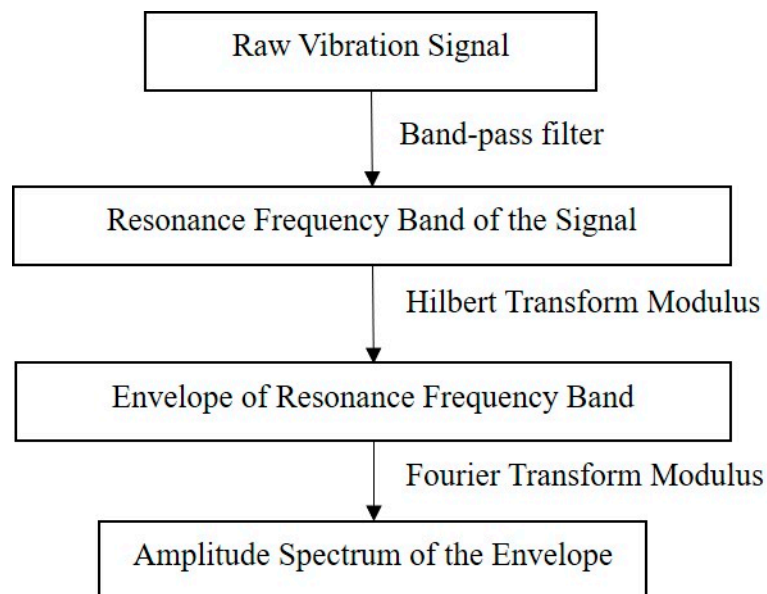 Raw Vibration Signal
Band-pass filter
Resonance Frequency Band of the Signal
Hilbert Transform Modulus
Envelope of Resonance Frequency Band
Fourier Transform Modulus
Amplitude Spectrum of the Envelope